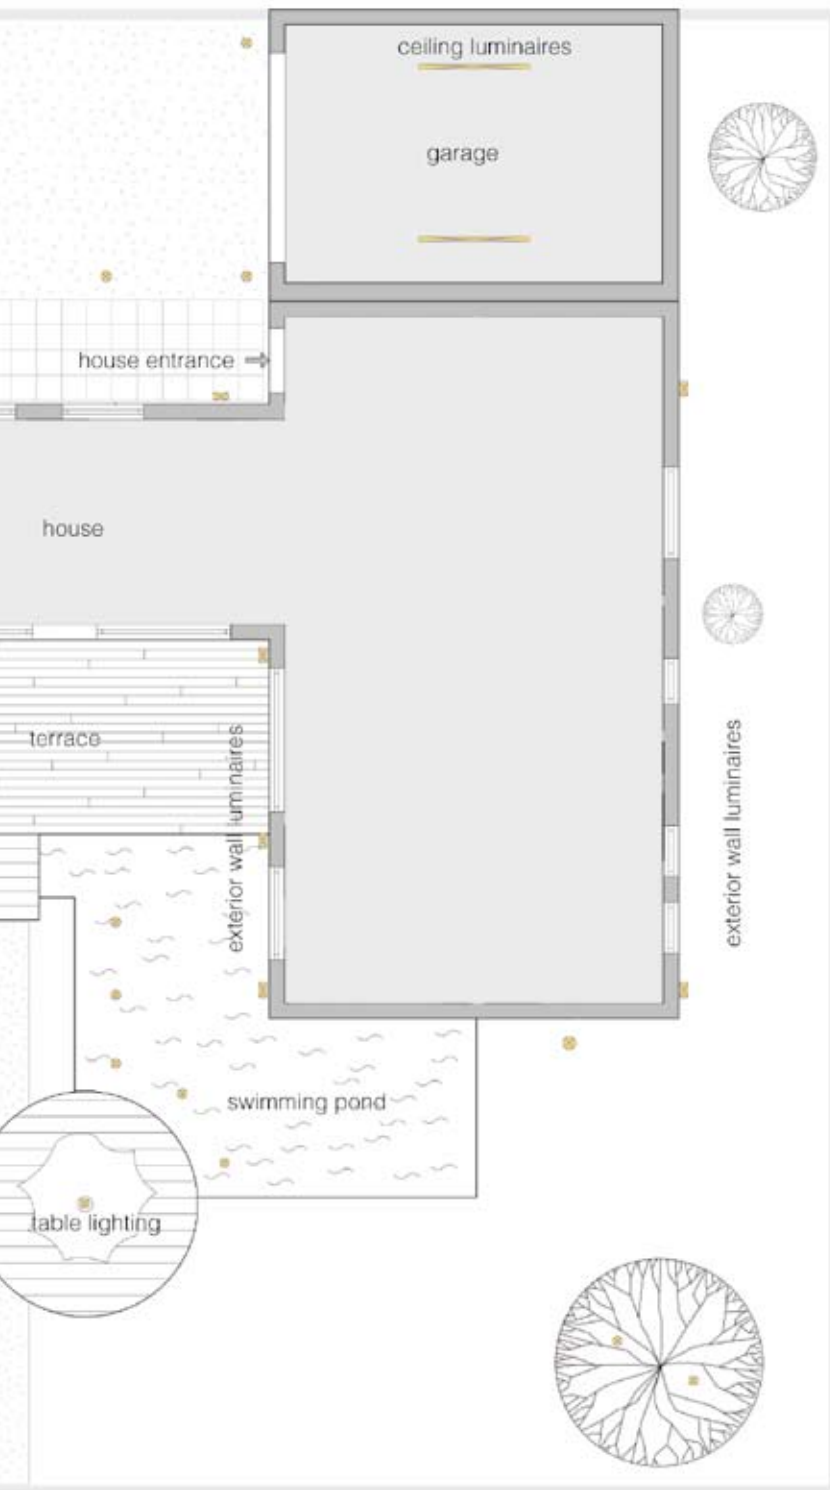 ceiling luminaires
garage
house entrance
house
terrace
exterior wall luminaires
exterior wall luminaires
swimming pond
table lighting